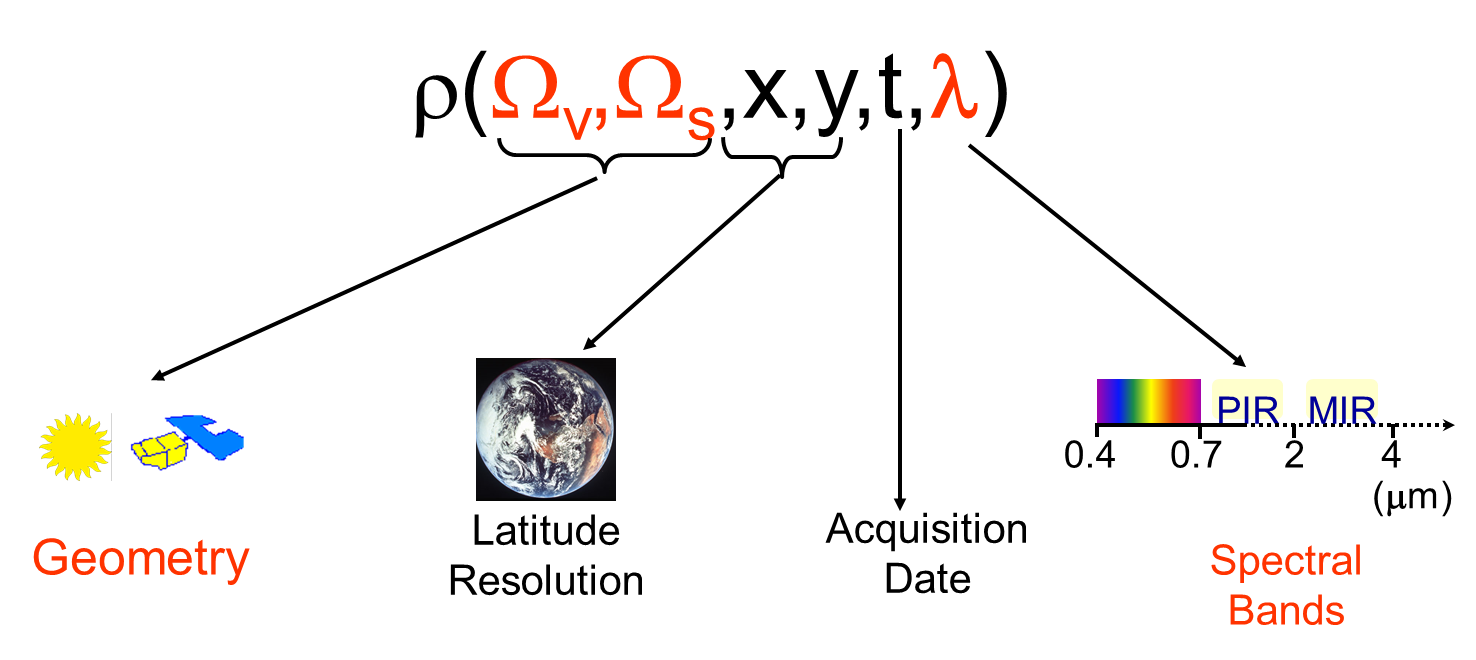 ρ(Ωv,Ωs,x,y,t,λ)
PIR MIR
0.4 0.7 2 4
(μm)
Geometry
Latitude
Resolution
Acquisition
Date
Spectral
Bands